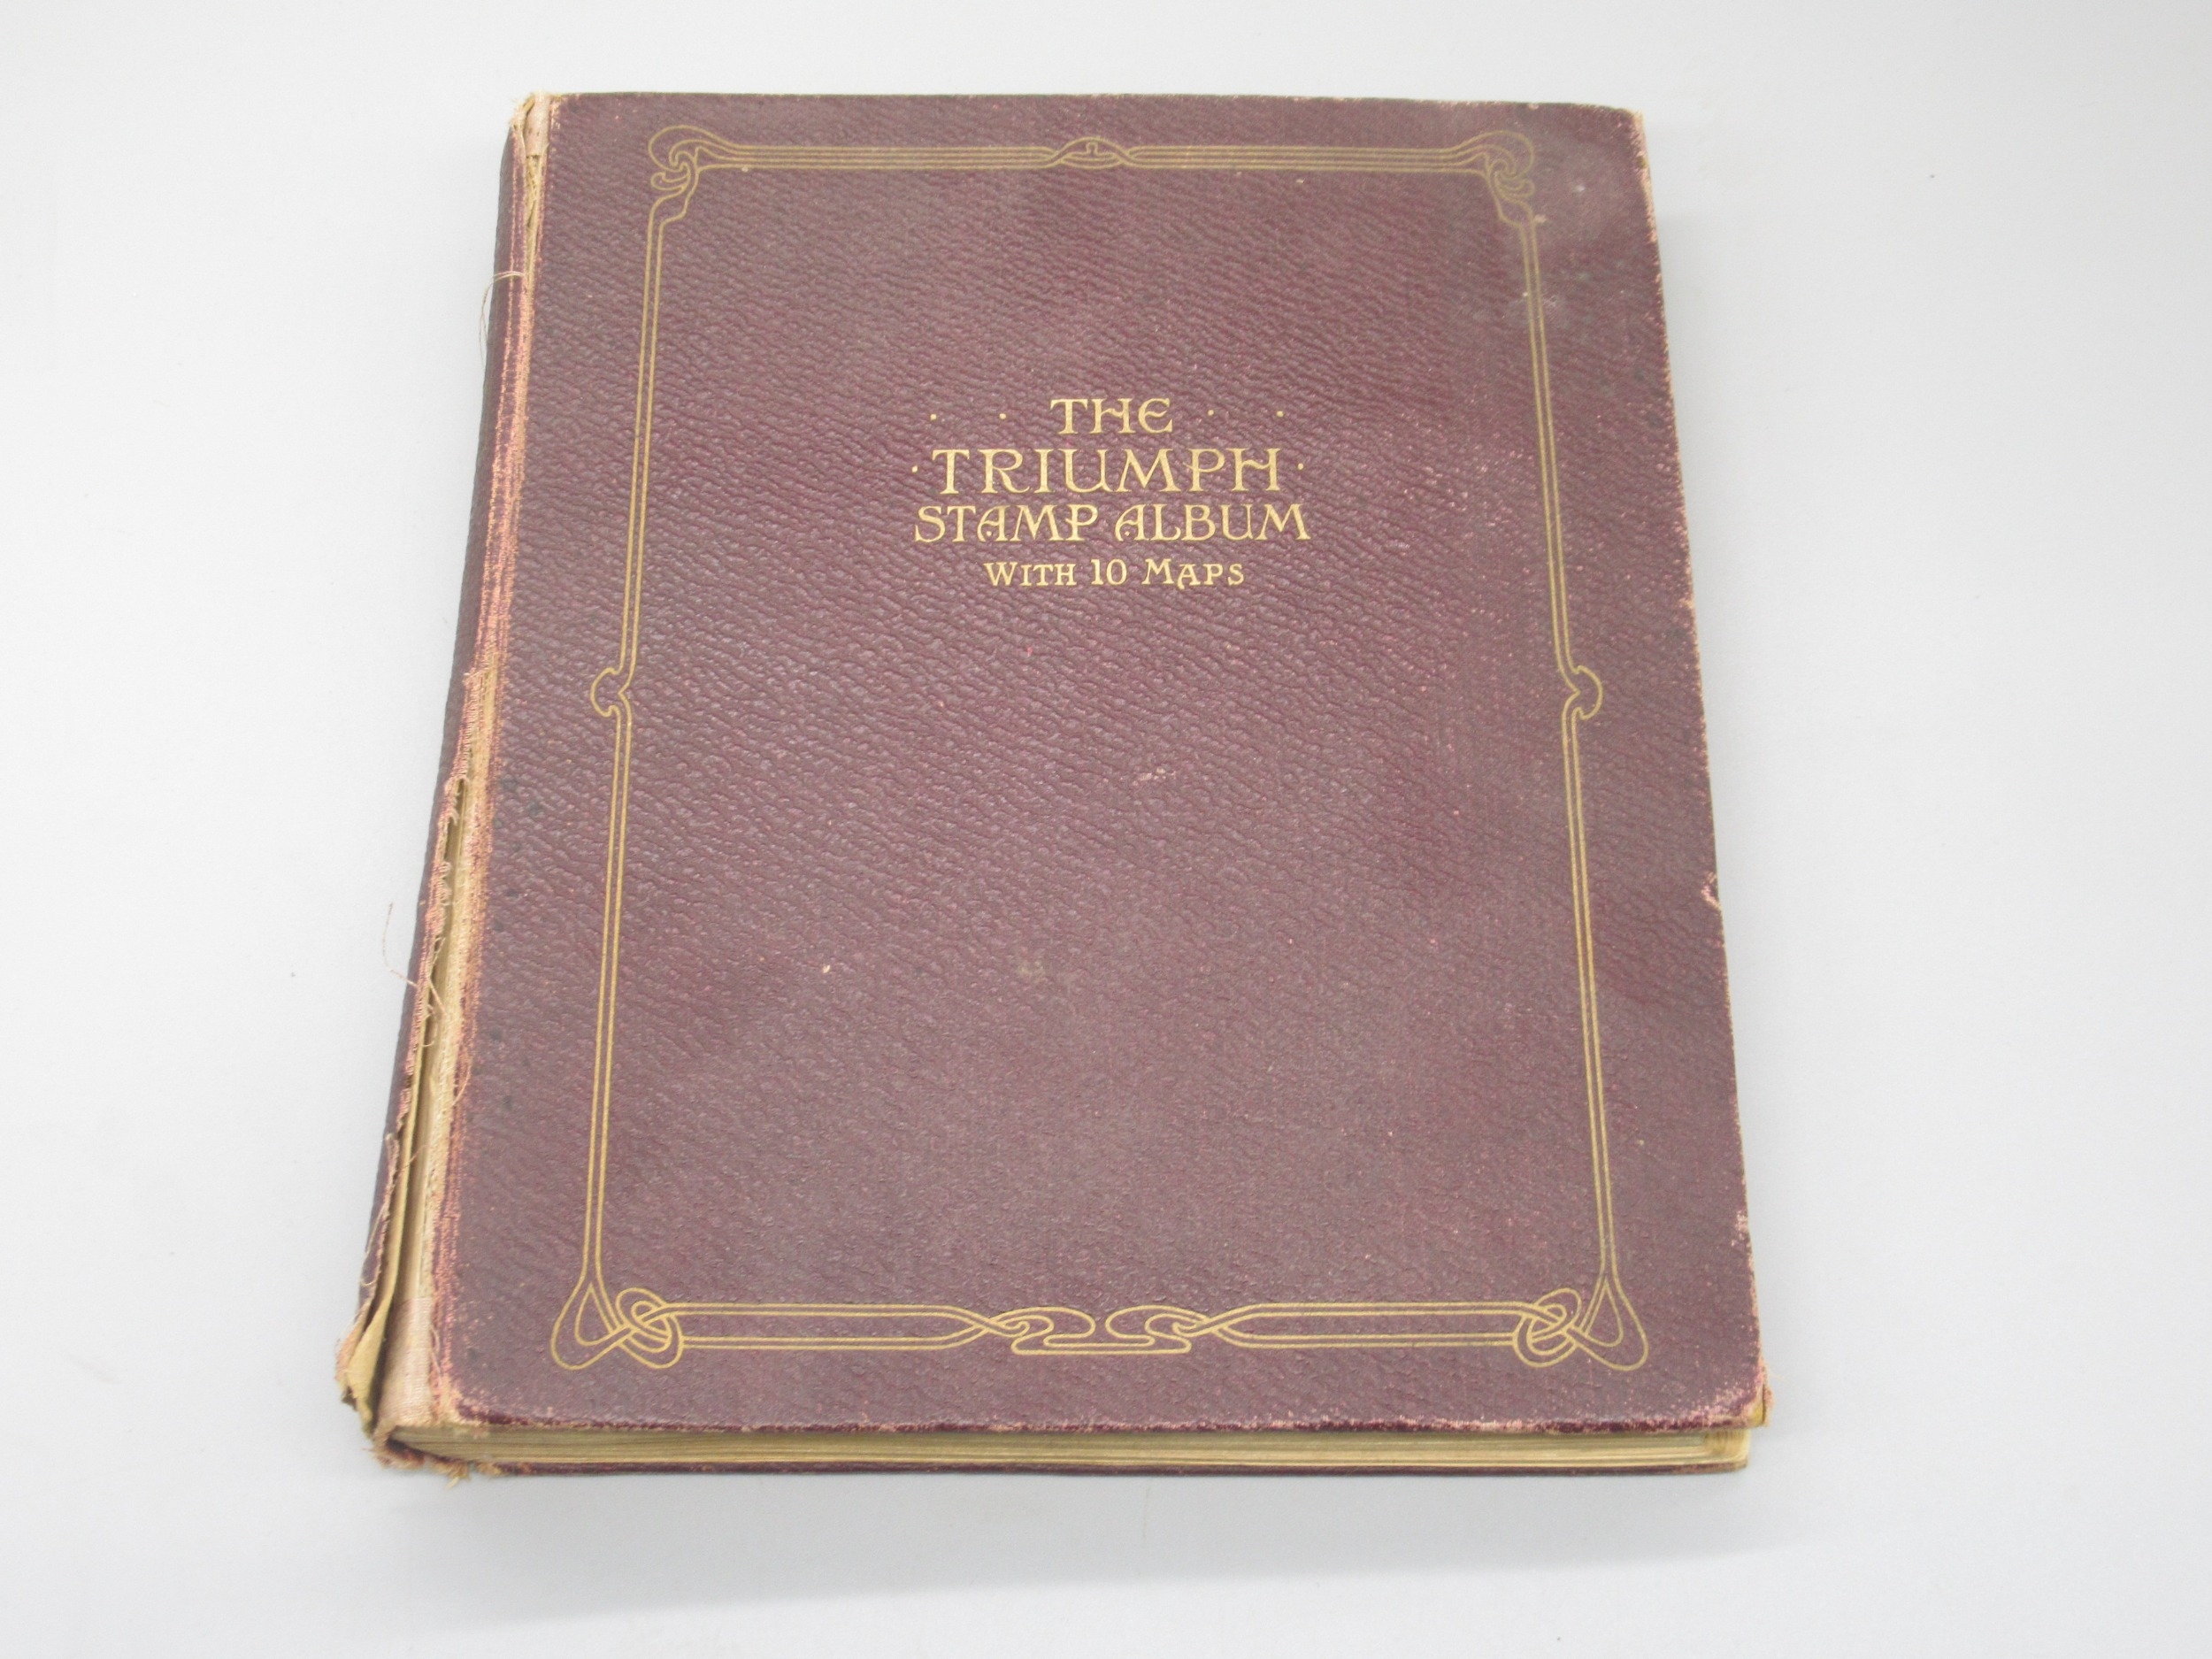 THE
TRIUMPH
STAMP ALBUM
WITH 10 MAPS